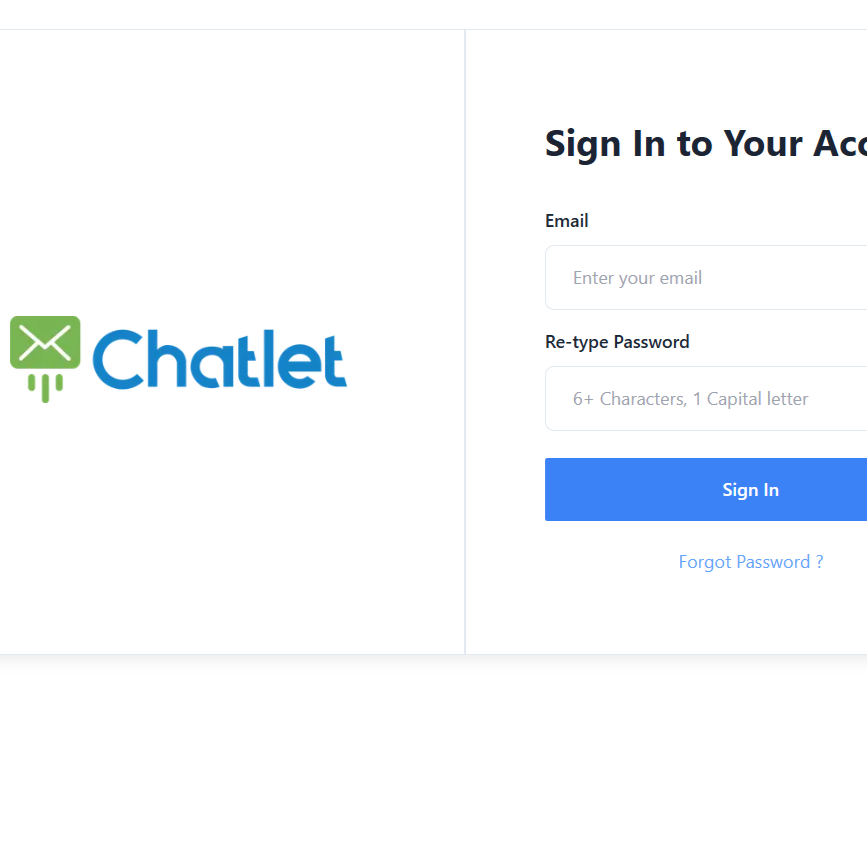 Chatlet
Sign In to Your
Email
Enter your email
Re-type Password
6+ Characters, 1 Capital letter
Sign In
Forgot Password ?